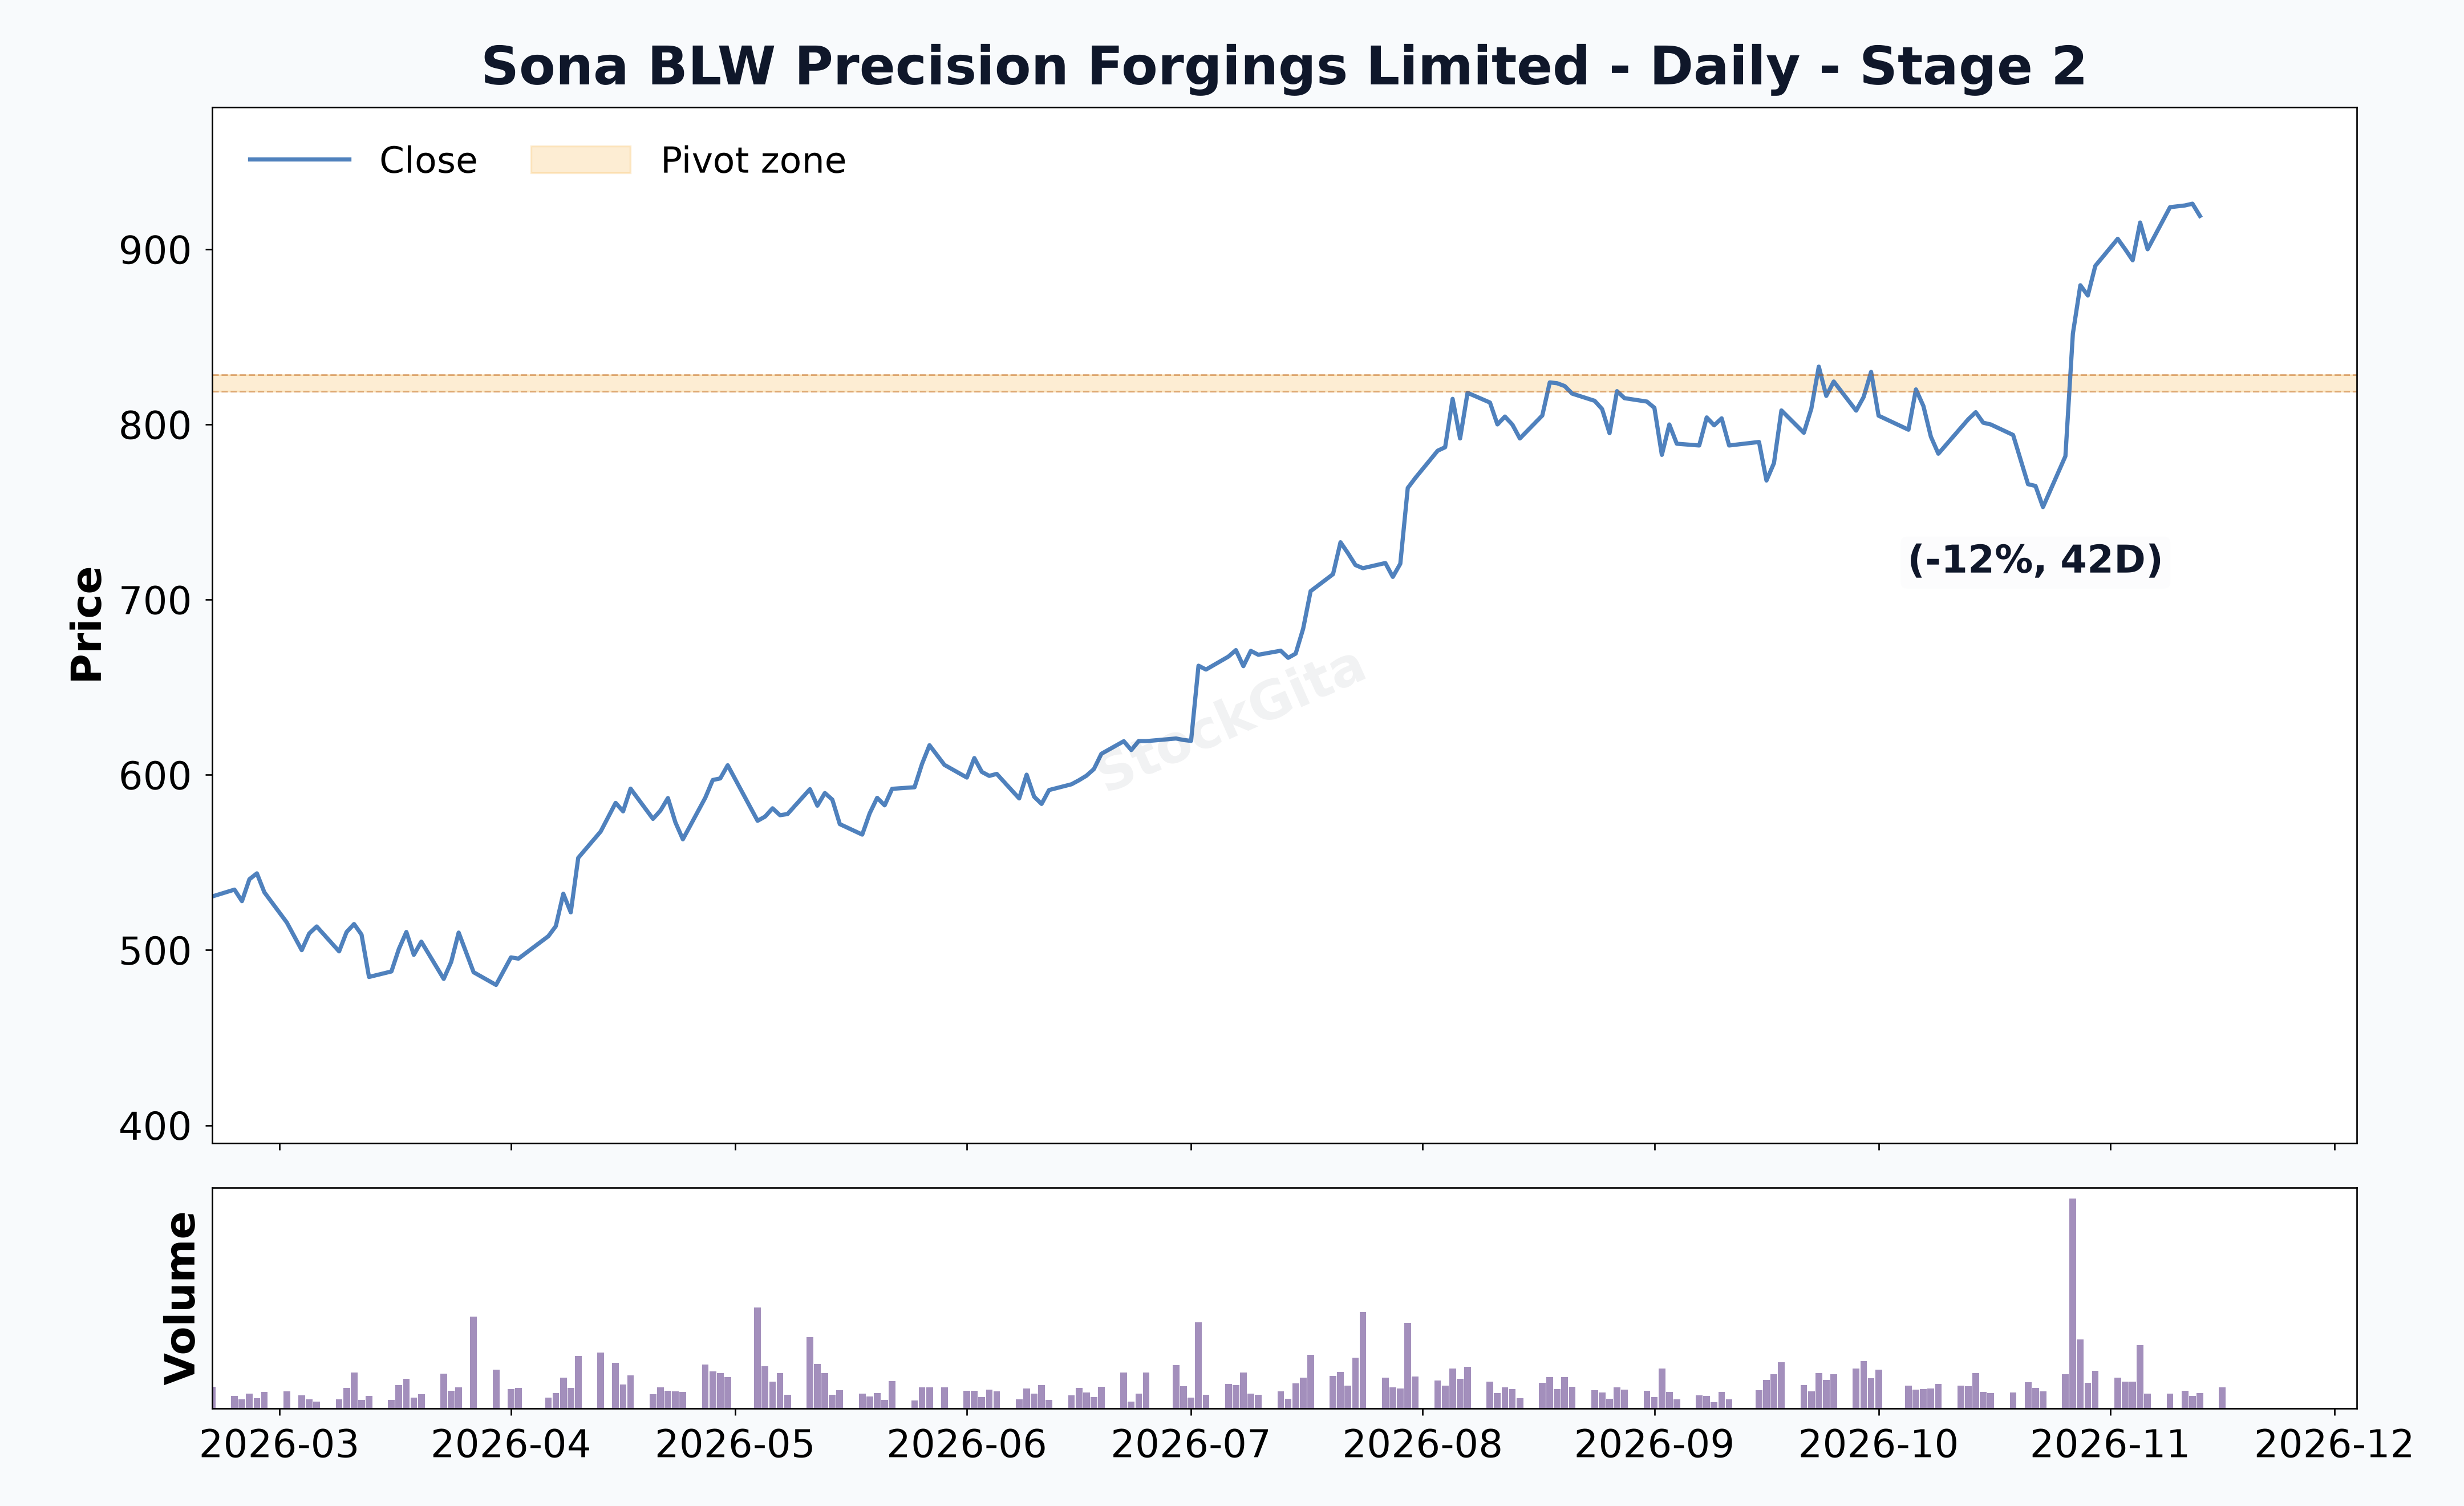 Sona BLW Precision Forgings Limited - Daily - Stage 2
Close
Pivot zone
900
800
700
600
500
400
Price
(-12%, 42D)
StockGita
Volume
2026-03
2026-04
2026-05
2026-06
2026-07
2026-08
2026-09
2026-10
2026-11
2026-12